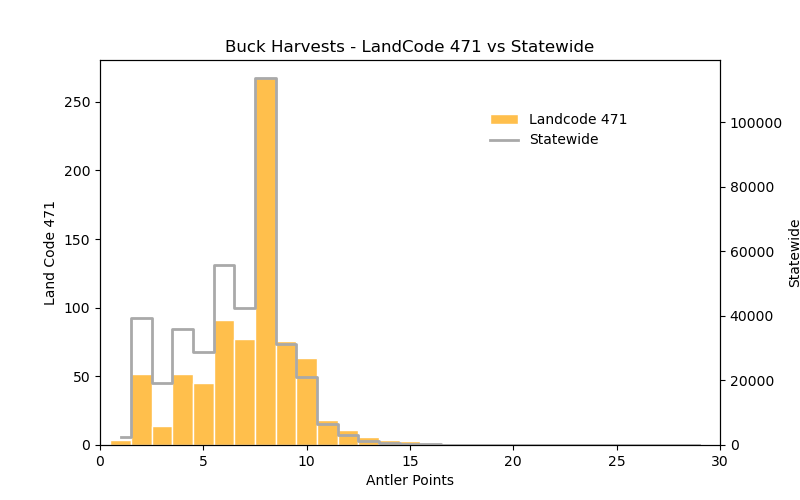 Buck Harvests - LandCode 471 vs Statewide
250
200
150
100
50
0
Land Code 471
Landcode 471
Statewide
100000
80000
60000
40000
20000
0
Statewide
0 5 10 15 20 25 30
Antler Points